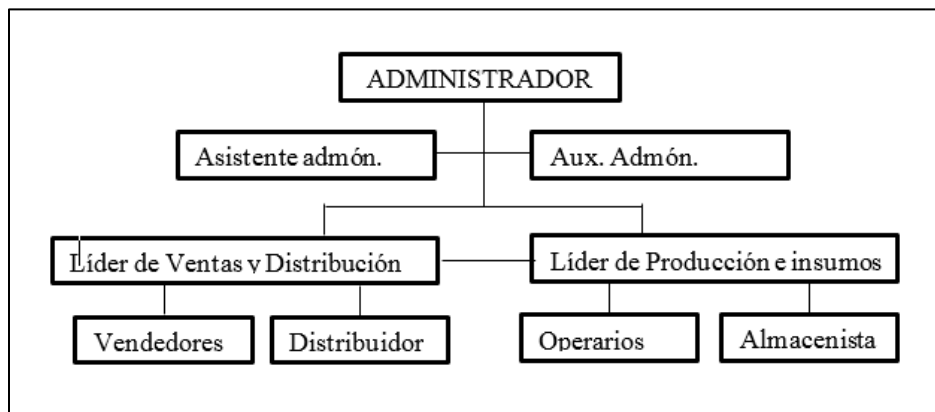 ADMINISTRADOR
Asistente admón.
Aux. Admón.
Líder de Ventas y Distribución
Líder de Producción e insumos
Vendedores
Distribuidor
Operarios
Almacenista